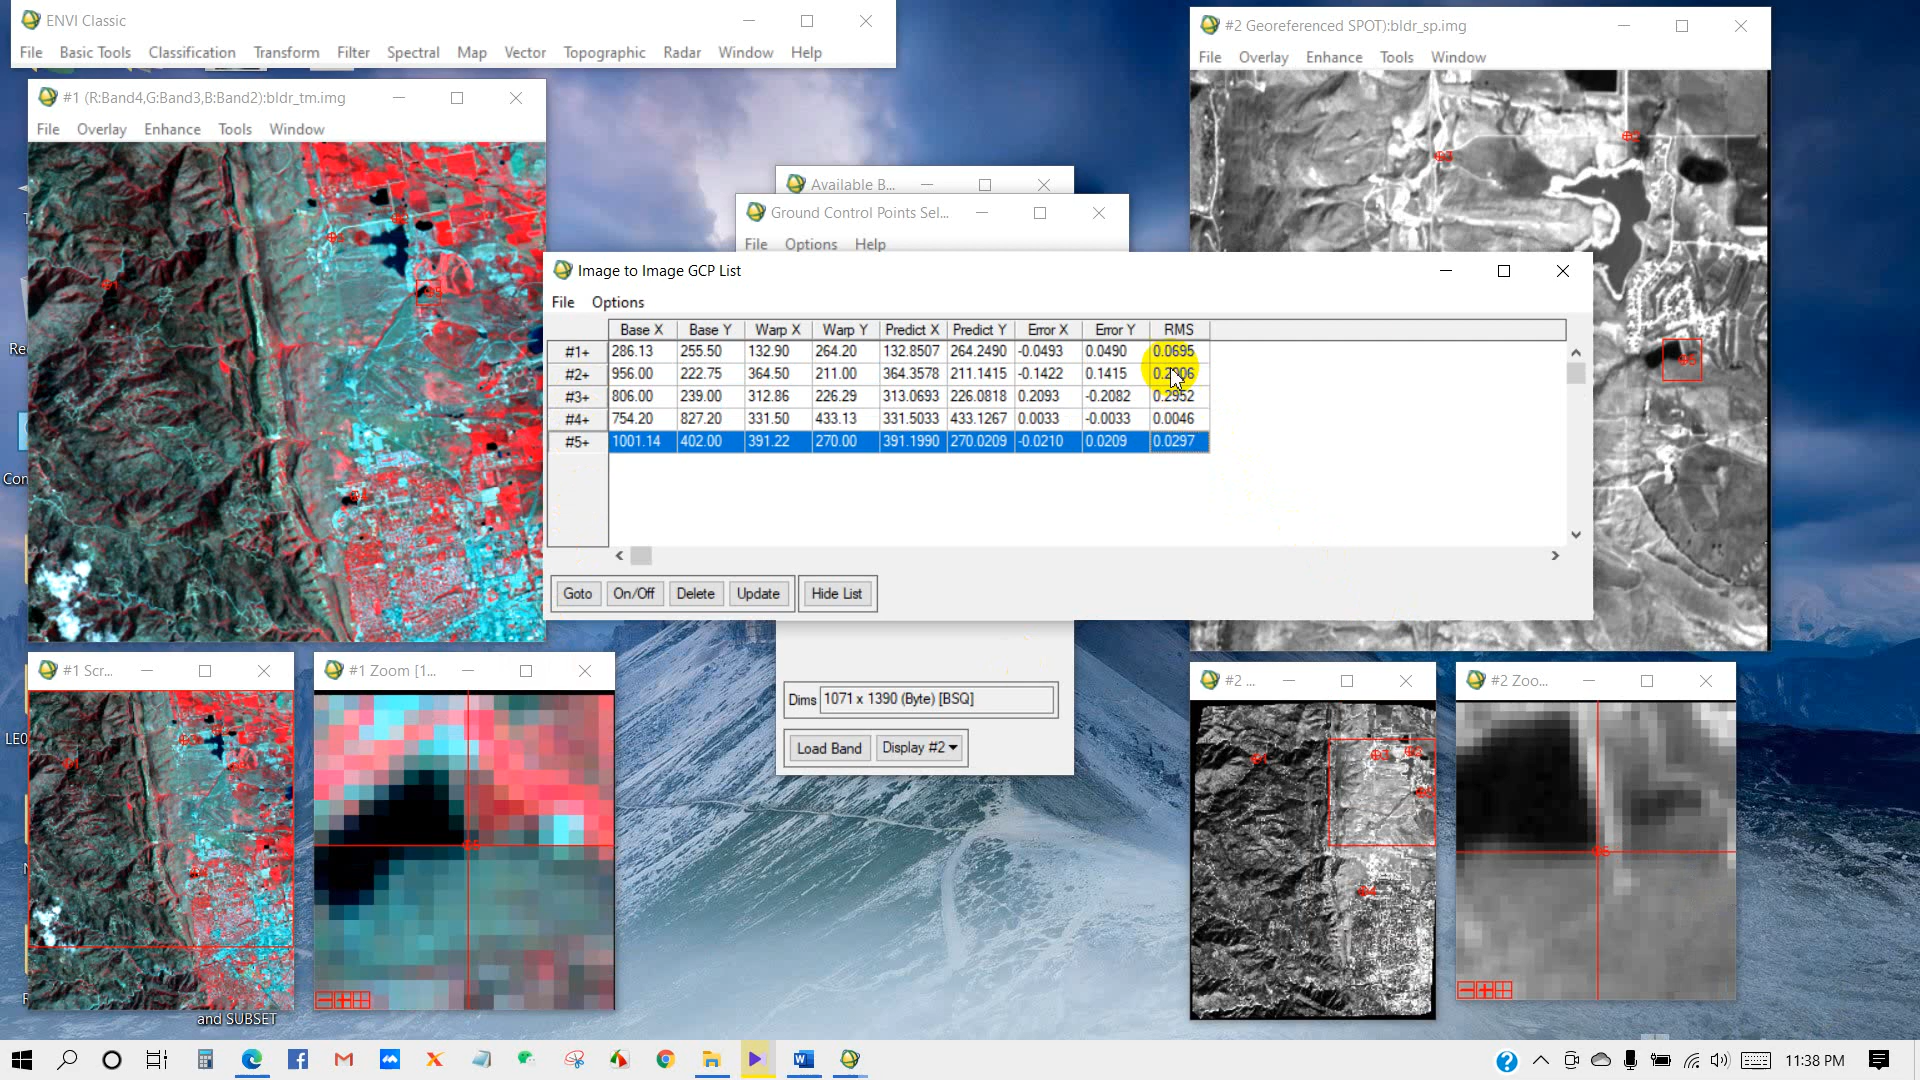 ENVI Classic
File Basic Tools Classification Transform Filter Spectral Map Vector Topographic Radar Window Help
#1 (R:Band4,G:Band3,B:Band2):bldr_tm.img
File Overlay Enhance Tools Window
#2 Georeferenced SPOT):bldr_sp.img
File Overlay Enhance Tools Window
Available B...
Ground Control Points Sel...
File Options Help
Image to Image GCP List
File Options
Base X Base Y Warp X Warp Y Predict X Predict Y Error X Error Y RMS
#1+ 286.13 255.50 132.90 264.20 132.8507 264.2490 -0.0493 0.0490 0.0695
#2+ 956.00 222.75 364.50 211.00 364.3578 211.1415 -0.1422 0.1415
#3+ 806.00 239.00 312.86 226.29 313.0693 226.0818 0.2093 -0.2082 0.2952
#4+ 754.20 827.20 331.50 433.13 331.5033 433.1267 0.0033 -0.0033 0.0046
#5+ 1001.14 402.00 391.22 270.00 391.1990 270.0209 -0.0210 0.0209 0.0297
Goto On/Off Delete Update Hide List
#1 Scr...
#1 Zoom [1...
Dims 1071 x 1390 (Byte) [BSQ]
Load Band Display #2
#2 ...
#2 Zoo...
Re
Con
LE0
and SUBSET
11:38 PM